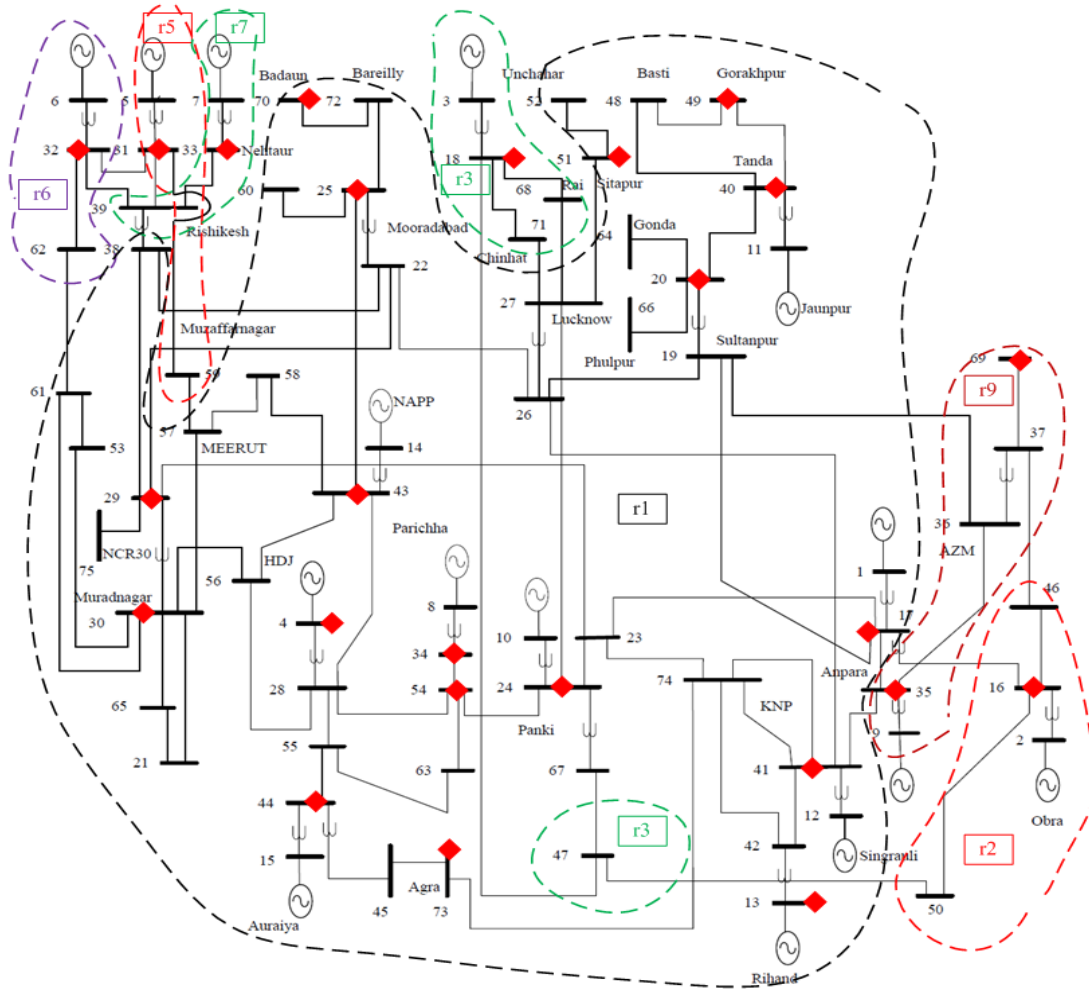 r5
r7
Badaun
Bareilly
Unchahar
Basti
Gorakhpur
6
5
7
70
72
3
52
48
49
32
31
33
Nehtaur
18
51
Tanda
r6
60
25
r3
68
Rai
Sitapur
40
39
Rishikesh
Mooradabad
71
64
Gonda
62
38
22
Chinhat
20
11
27
Lucknow
66
Jaunpur
Muzaffarnagar
Phulpur
19
Sultanpur
69
59
58
r9
61
NAPP
26
37
53
57
MEERUT
14
29
43
r1
36
Parichha
AZM
NCR30
HDJ
75
56
1
Muradnagar
8
46
30
4
10
23
17
34
Anpara
28
54
24
74
35
16
65
Panki
KNP
9
2
21
55
63
67
41
44
12
Obra
r3
47
42
Singrauli
r2
15
Agra
45
73
13
50
Auraiya
Rihand